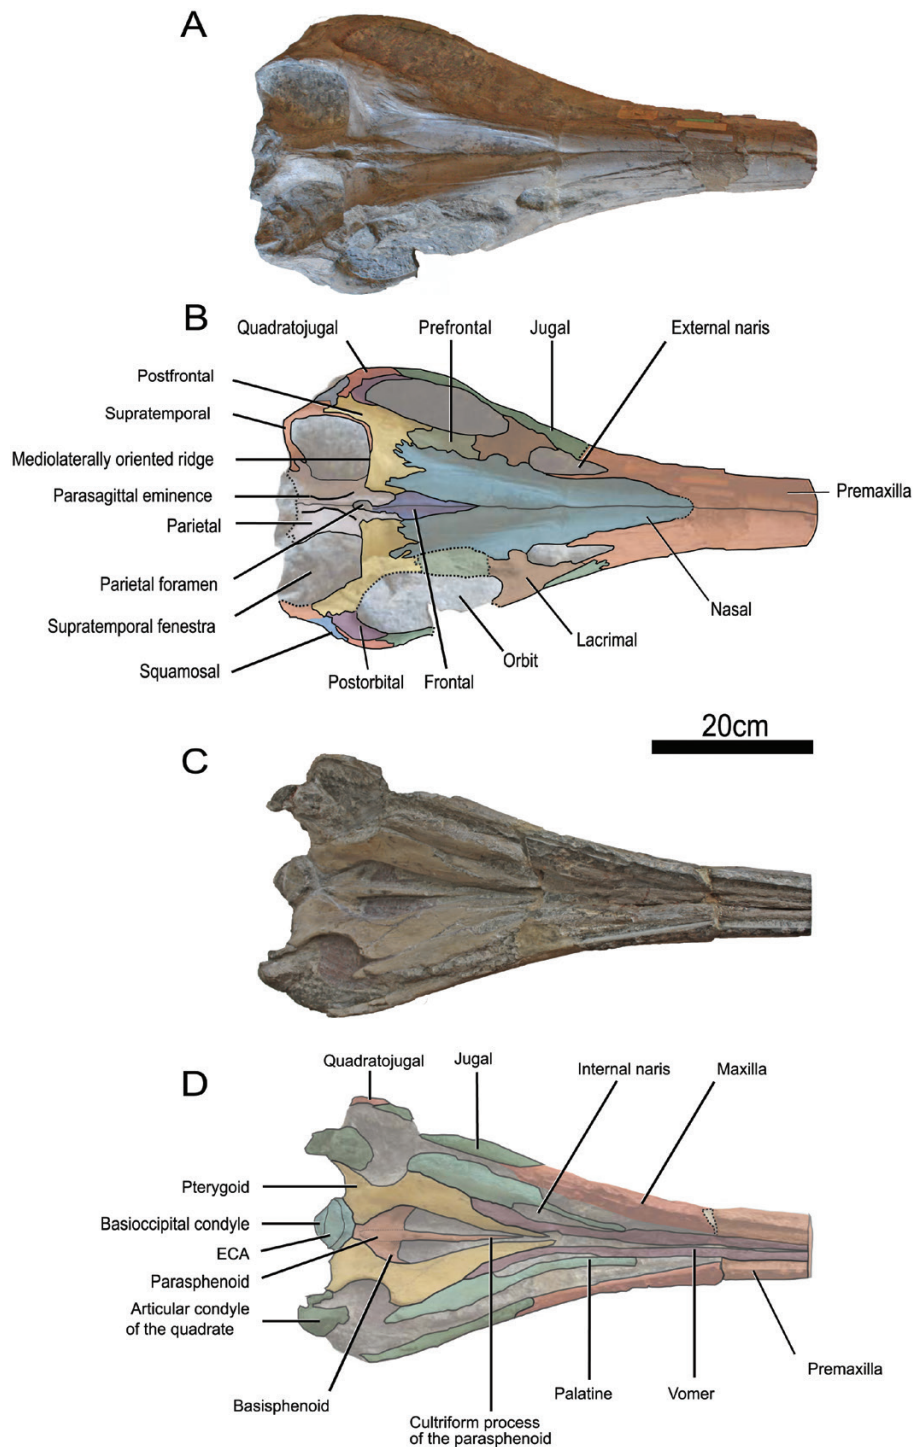 A
B
Quadratojugal
Prefrontal
Jugal
External naris
Postfrontal
Supratemporal
Mediolaterally oriented ridge
Parasagittal eminence
Premaxilla
Parietal
Parietal foramen
Nasal
Supratemporal fenestra
Lacrimal
Orbit
Squamosal
Postorbital
Frontal
20cm
C
D
Quadratojugal
Jugal
Internal naris
Maxilla
Pterygoid
Basioccipital condyle
ECA
Parasphenoid
Articular condyle
of the quadrate
Premaxilla
Palatine
Vomer
Basisphenoid
Cultriform process
of the parasphenoid